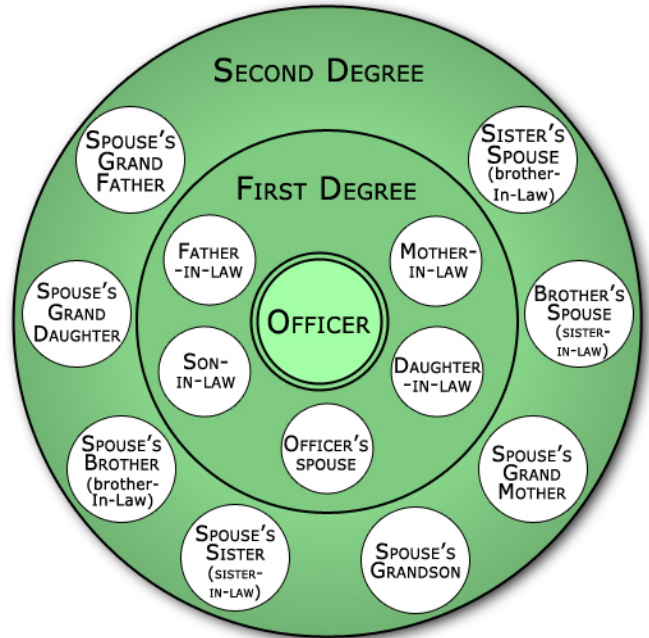 SECOND DEGREE
SPOUSE'S
GRAND
FATHER
SISTER'S
SPOUSE
(brother-
In-Law)
FIRST DEGREE
FATHER
-IN-LAW
MOTHER-
IN-LAW
SPOUSE'S
GRAND
DAUGHTER
OFFICER
BROTHER'S
SPOUSE
(SISTER-
IN-LAW)
SON-
IN-LAW
DAUGHTER
-IN-LAW
SPOUSE'S
BROTHER
(brother-
In-Law)
OFFICER'S
SPOUSE
SPOUSE'S
GRAND
MOTHER
SPOUSE'S
SISTER
(SISTER-
IN-LAW)
SPOUSE'S
GRANDSON